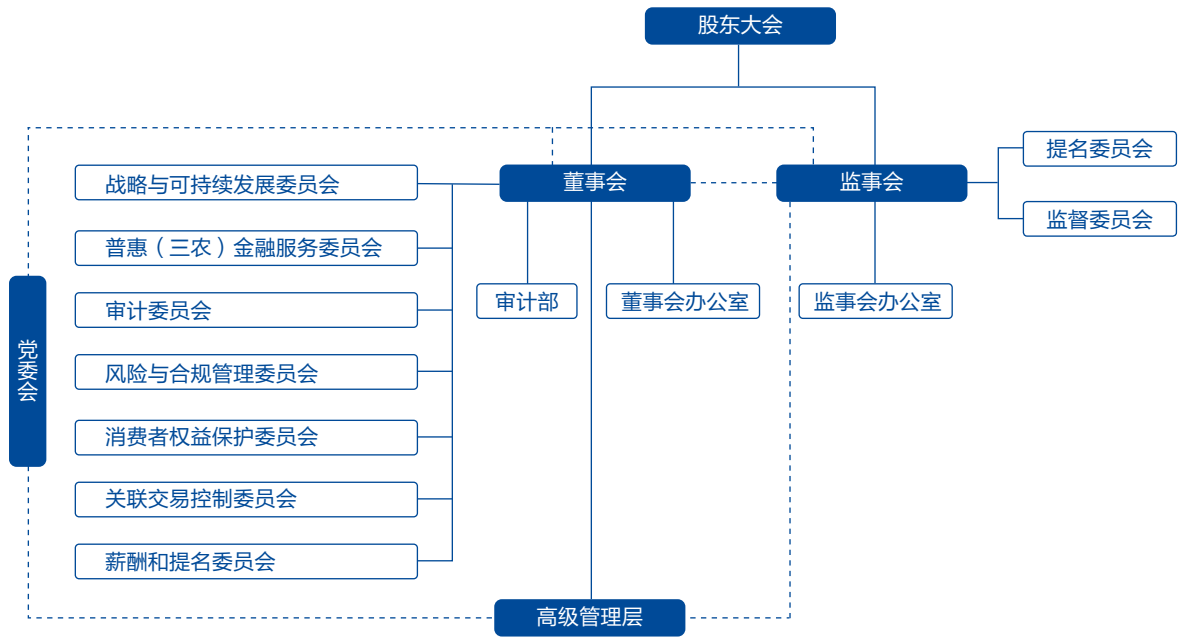 股东大会
提名委员会
战略与可持续发展委员会
董事会
监事会
监督委员会
普惠（三农）金融服务委员会
审计部
董事会办公室
监事会办公室
审计委员会
党委会
风险与合规管理委员会
消费者权益保护委员会
关联交易控制委员会
薪酬和提名委员会
高级管理层